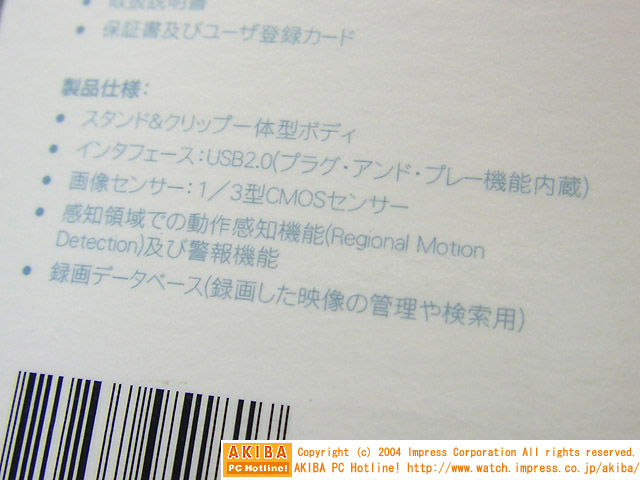 取扱説明書
● 保証書及びユーザ登録カード
製品仕様:
● スタンド&クリップ一体型ボディ
● インタフェース:USB2.0(プラグ・アンド・プレー機能内蔵)
● 画像センサー:1/3型CMOSセンサー
● 感知領域での動作感知機能(Regional Motion
Detection)及び警報機能
● 録画データベース(録画した映像の管理や検索用)
AKIBA
PC Hotline!
Copyright (c) 2004 Impress Corporation All rights reserved.
AKIBA PC Hotline! http://www.watch.impress.co.jp/akiba/